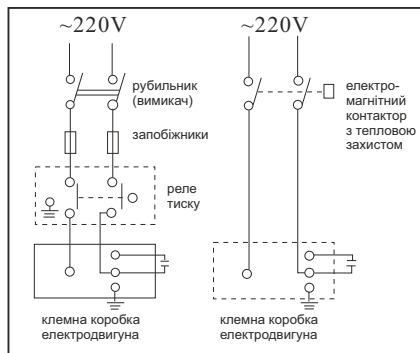 ~220V
~220V
рубильник
(вимикач)
електро-
магнітний
контактор
з тепловою
захистом
запобіжники
реле
тиску
клемна коробка
електродвигуна
клемна коробка
електродвигуна